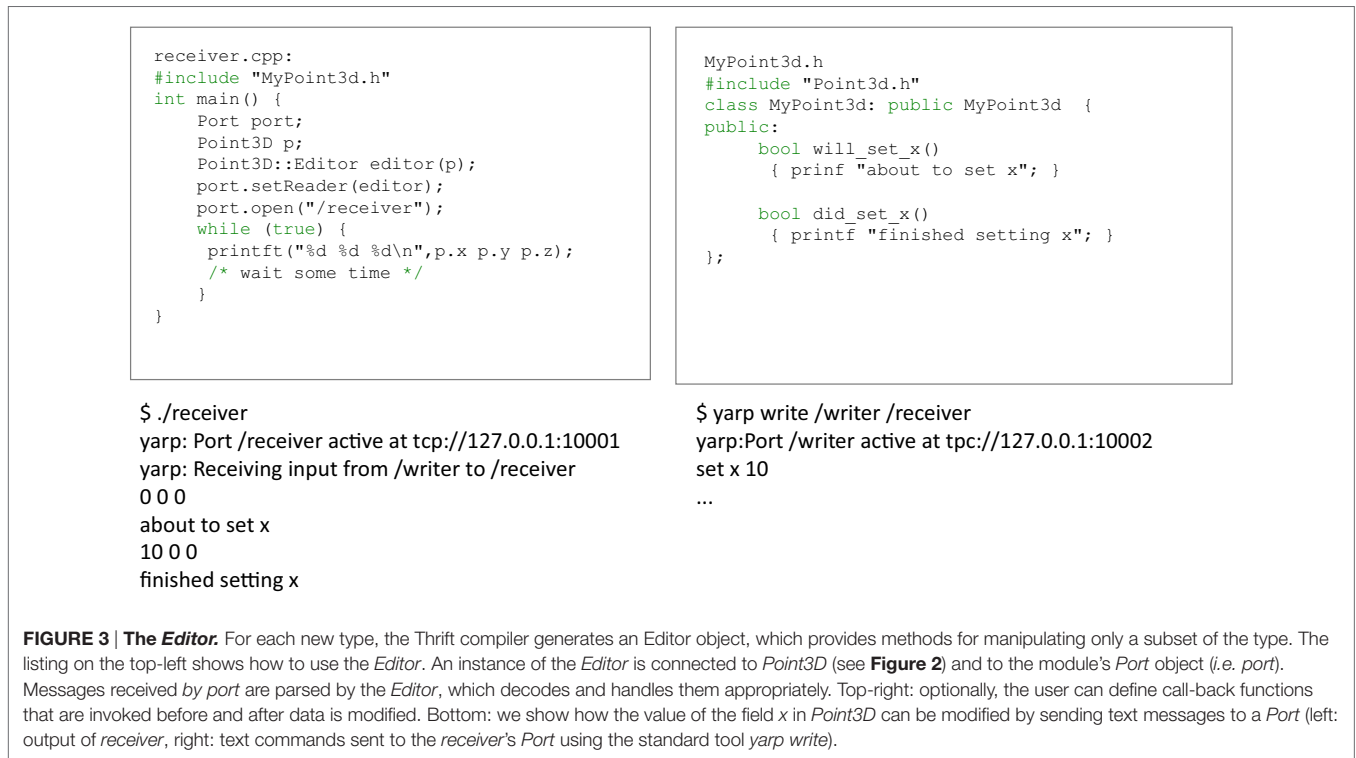 receiver.cpp:
#include "MyPoint3d.h"
int main() {
Port port;
Point3D p;
Point3D::Editor editor(p);
port.setReader(editor);
port.open("/receiver");
while (true) {
printft("%d %d %d\n",p.x p.y p.z);
/* wait some time */
}
}
MyPoint3d.h
#include "Point3d.h"
class MyPoint3d: public MyPoint3d {
public:
bool will_set_x()
{ prinf "about to set x"; }
bool did_set_x()
{ printf "finished setting x"; }
};
$ ./receiver
yarp: Port /receiver active at tcp://127.0.0.1:10001
yarp: Receiving input from /writer to /receiver
0 0 0
about to set x
10 0 0
finished setting x
$ yarp write /writer /receiver
yarp:Port /writer active at tpc://127.0.0.1:10002
set x 10
...
FIGURE 3 | The Editor. For each new type, the Thrift compiler generates an Editor object, which provides methods for manipulating only a subset of the type. The
listing on the top-left shows how to use the Editor. An instance of the Editor is connected to Point3D (see Figure 2) and to the module's Port object (i.e. port).
Messages received by port are parsed by the Editor, which decodes and handles them appropriately. Top-right: optionally, the user can define call-back functions
that are invoked before and after data is modified. Bottom: we show how the value of the field x in Point3D can be modified by sending text messages to a Port (left:
output of receiver, right: text commands sent to the receiver's Port using the standard tool yarp write).